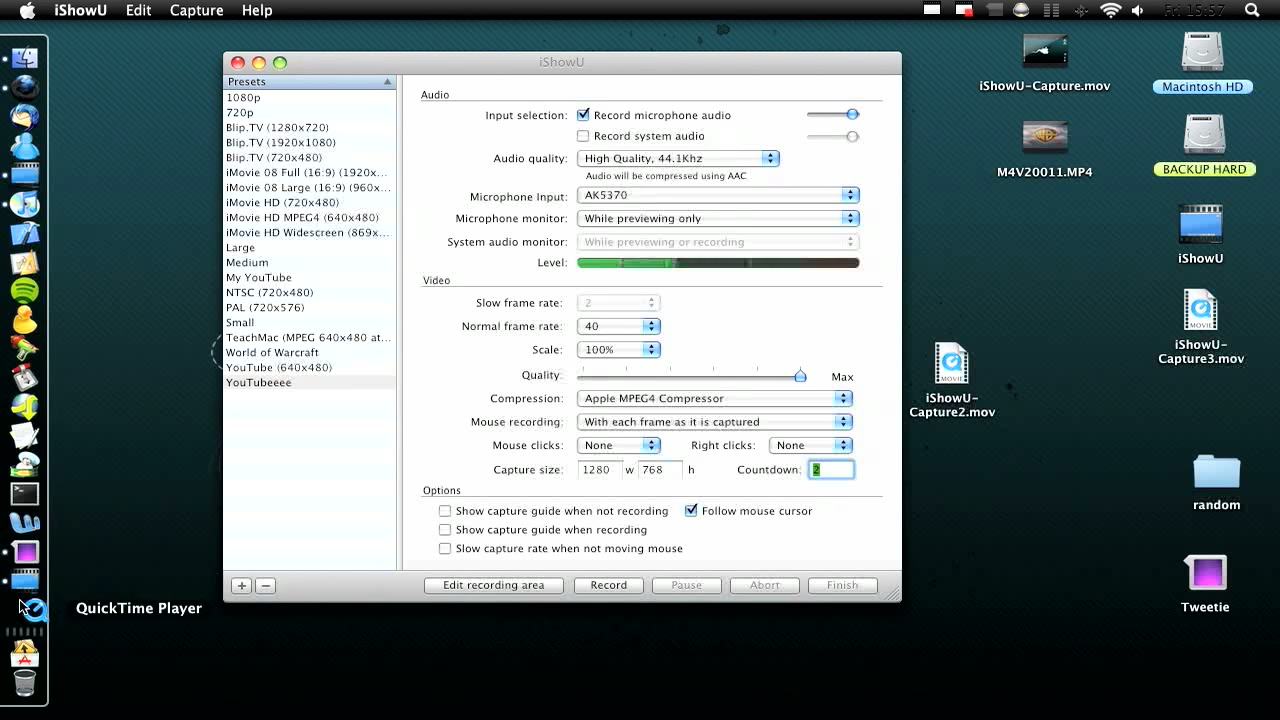 iShowU Edit Capture Help
Fri 15:57
iShowU
Presets
1080p
720p
Blip.TV (1280x720)
Blip.TV (1920x1080)
Blip.TV (720x480)
iMovie 08 Full (16:9) (1920x...
iMovie 08 Large (16:9) (960x...
iMovie HD (720x480)
iMovie HD MPEG4 (640x480)
iMovie HD Widescreen (869x...
Large
Medium
My YouTube
NTSC (720x480)
PAL (720x576)
Small
TeachMac (MPEG 640x480 at...
World of Warcraft
YouTube (640x480)
YouTubeeee
Audio
Input selection: Record microphone audio
Record system audio
Audio quality: High Quality, 44.1Khz
Audio will be compressed using AAC
Microphone Input: AK5370
Microphone monitor: While previewing only
System audio monitor: While previewing or recording
Level:
Video
Slow frame rate: 2
Normal frame rate: 40
Scale: 100%
Quality: Max
Compression: Apple MPEG4 Compressor
Mouse recording: With each frame as it is captured
Mouse clicks: None Right clicks: None
Capture size: 1280 w 768 h Countdown: 2
Options
Show capture guide when not recording Follow mouse cursor
Show capture guide when recording
Slow capture rate when not moving mouse
Edit recording area Record Pause Abort Finish
QuickTime Player
iShowU-Capture.mov
Macintosh HD
M4V20011.MP4
BACKUP HARD
iShowU
MOVIE
iShowU-
Capture3.mov
MOVIE
iShowU-
Capture2.mov
random
Tweetie